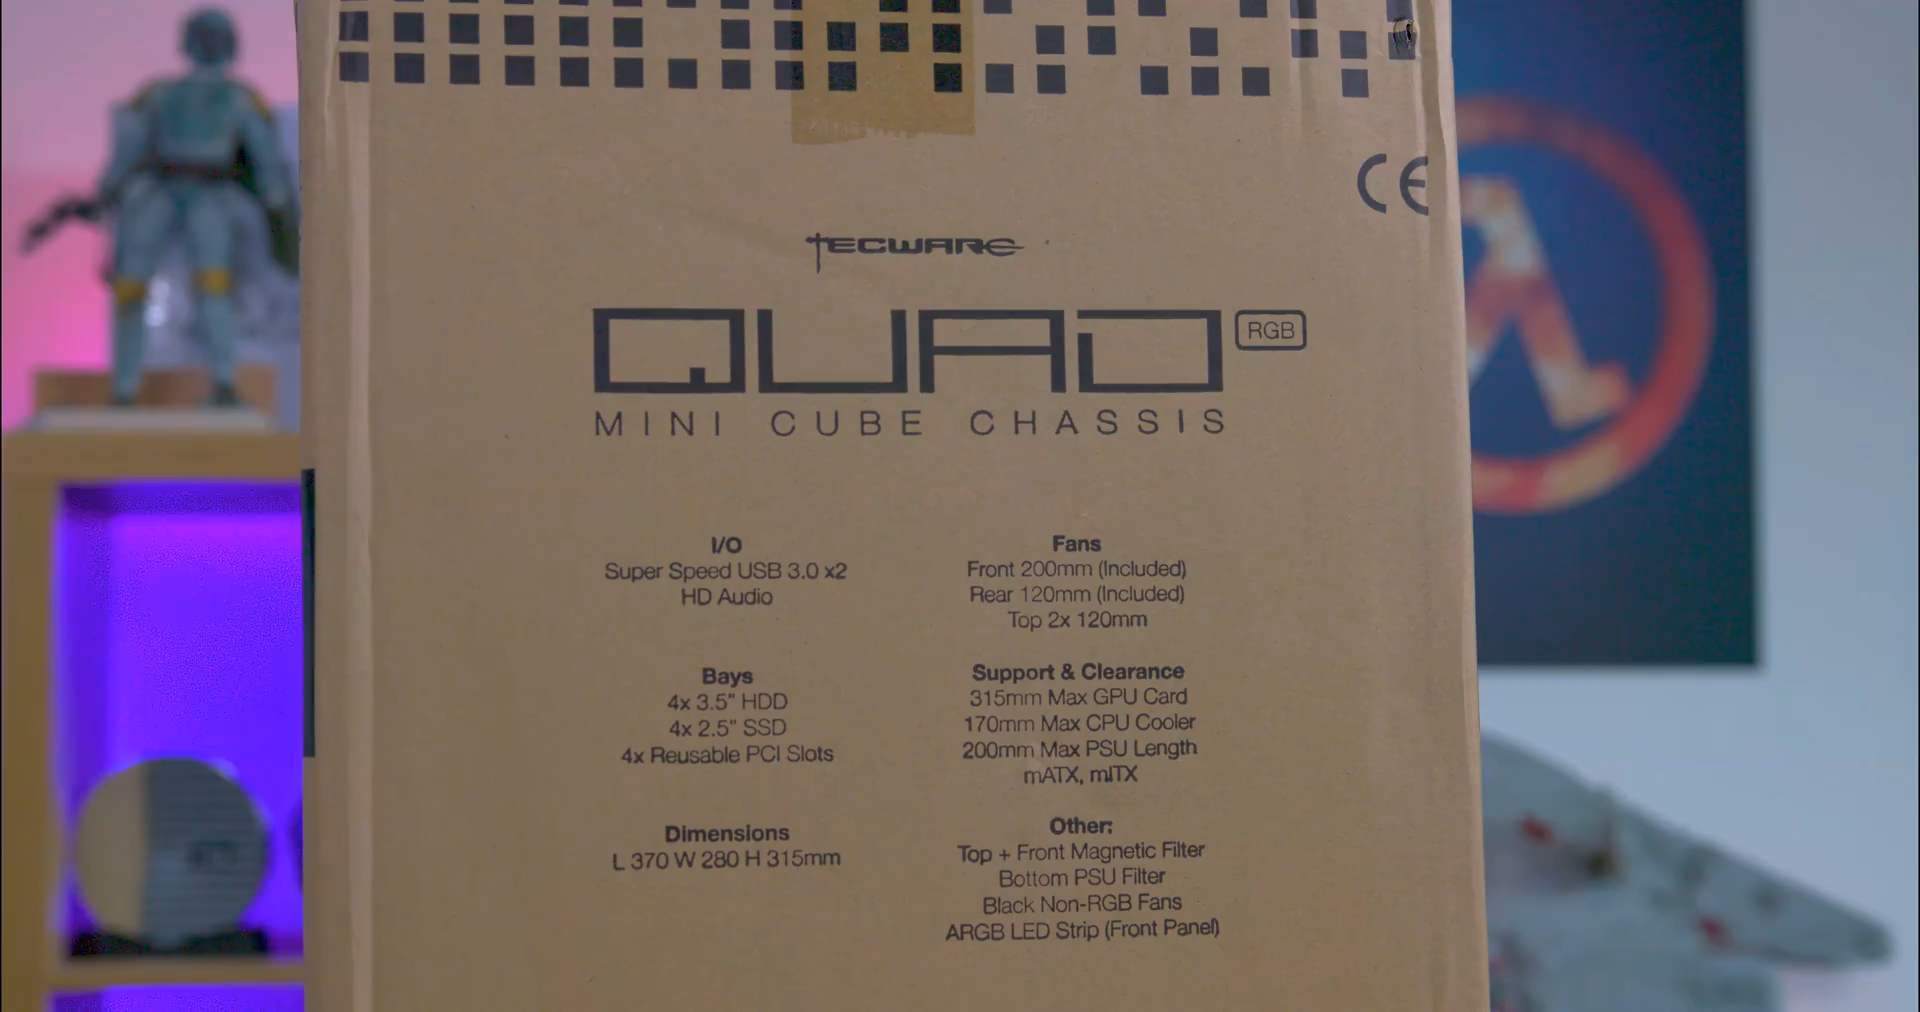 CE
TECWARE
QUAD RGB
MINI CUBE CHASSIS
I/O
Super Speed USB 3.0 x2
HD Audio
Bays
4x 3.5" HDD
4x 2.5" SSD
4x Reusable PCI Slots
Dimensions
L 370 W 280 H 315mm
Fans
Front 200mm (Included)
Rear 120mm (Included)
Top 2x 120mm
Support & Clearance
315mm Max GPU Card
170mm Max CPU Cooler
200mm Max PSU Length
mATX, mITX
Other:
Top + Front Magnetic Filter
Bottom PSU Filter
Black Non-RGB Fans
ARGB LED Strip (Front Panel)